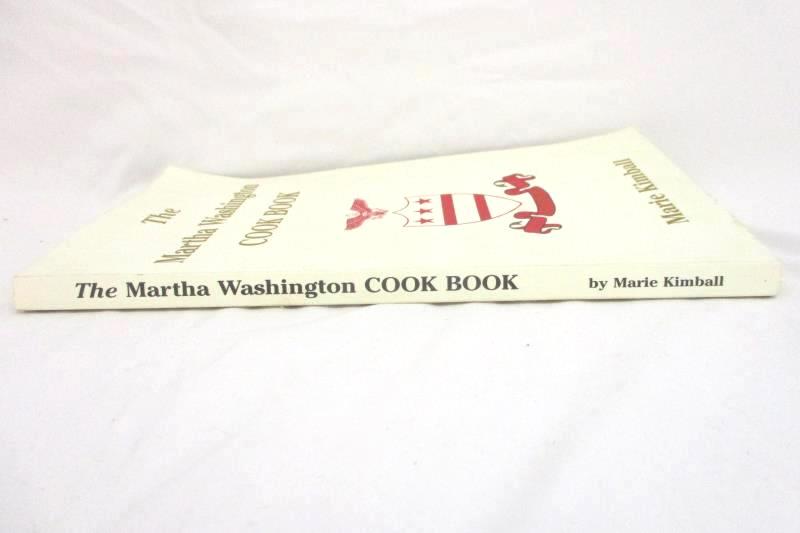 The
Martha Washington
COOK BOOK
Marie Kimball
The Martha Washington COOK BOOK by Marie Kimball